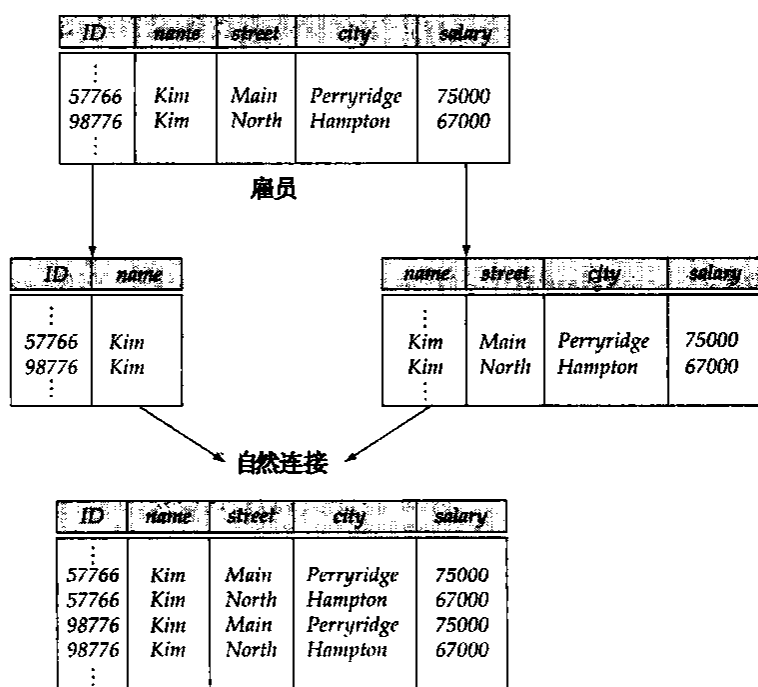 ID name street city salary
57766 Kim Main Perryridge 75000
98776 Kim North Hampton 67000
雇员
ID name
57766 Kim
98776 Kim
name street city salary
Kim Main Perryridge 75000
Kim North Hampton 67000
自然连接
ID name street city salary
57766 Kim Main Perryridge 75000
57766 Kim North Hampton 67000
98776 Kim Main Perryridge 75000
98776 Kim North Hampton 67000